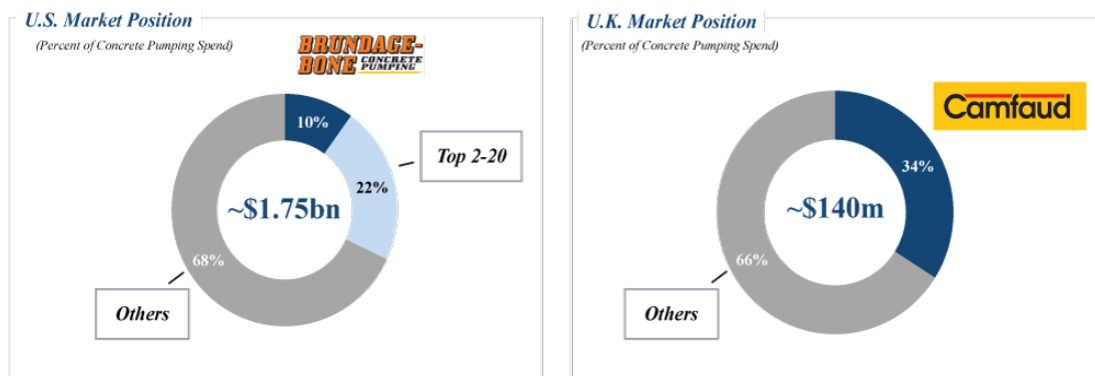 U.S. Market Position
(Percent of Concrete Pumping Spend)
BRUNDAGE-
BONE CONCRETE
PUMPING
10%
Top 2-20
22%
~$1.75bn
68%
Others
U.K. Market Position
(Percent of Concrete Pumping Spend)
Camfaud
34%
~$140m
66%
Others